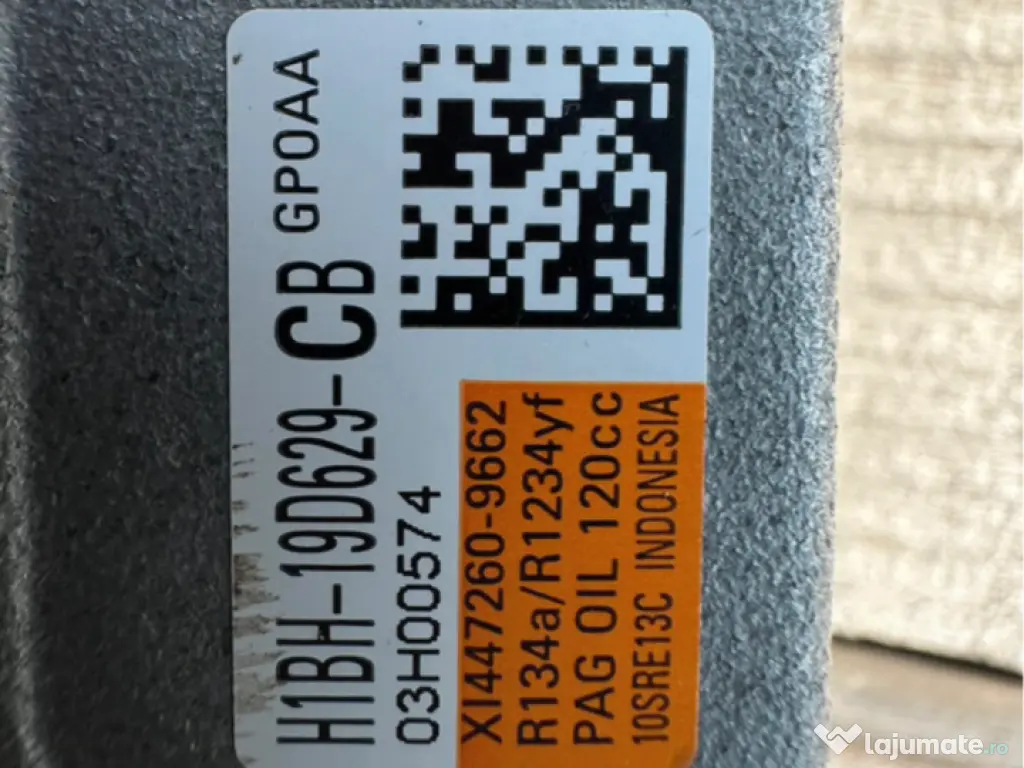 H1BH-19D629-CB GP0AA
03H00574
XI447260-9662
R134a/R1234yf
PAG OIL 120cc
10SRE13C INDONESIA
lajumate.ro